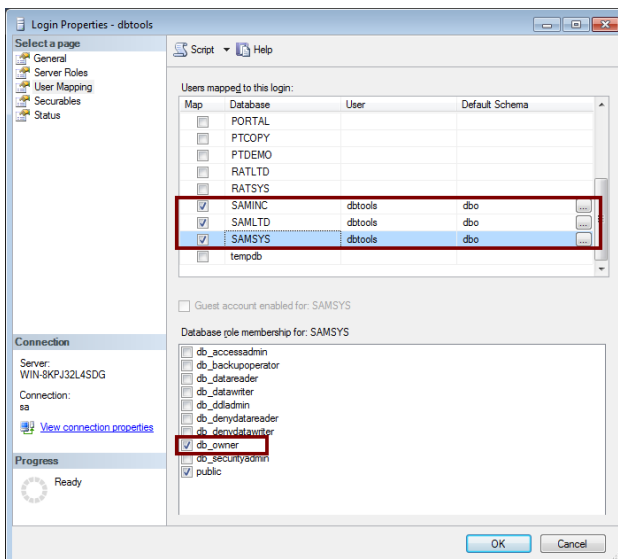 Login Properties - dbtools
Select a page
General
Server Roles
User Mapping
Securables
Status
Script
Help
Users mapped to this login:
Map Database User Default Schema
PORTAL
PTCOPY
PTDEMO
RATLTD
RATSYS
SAMINC dbtools dbo ...
SAMLTD dbtools dbo ...
SAMSYS dbtools dbo ...
tempdb
Guest account enabled for: SAMSYS
Database role membership for: SAMSYS
db_accessadmin
db_backupoperator
db_datareader
db_datawriter
db_ddladmin
db_denydatareader
db_denydatawriter
db_owner
db_securityadmin
public
Connection
Server:
WIN-8KPJ32L4SDG
Connection:
sa
View connection properties
Progress
Ready
OK Cancel